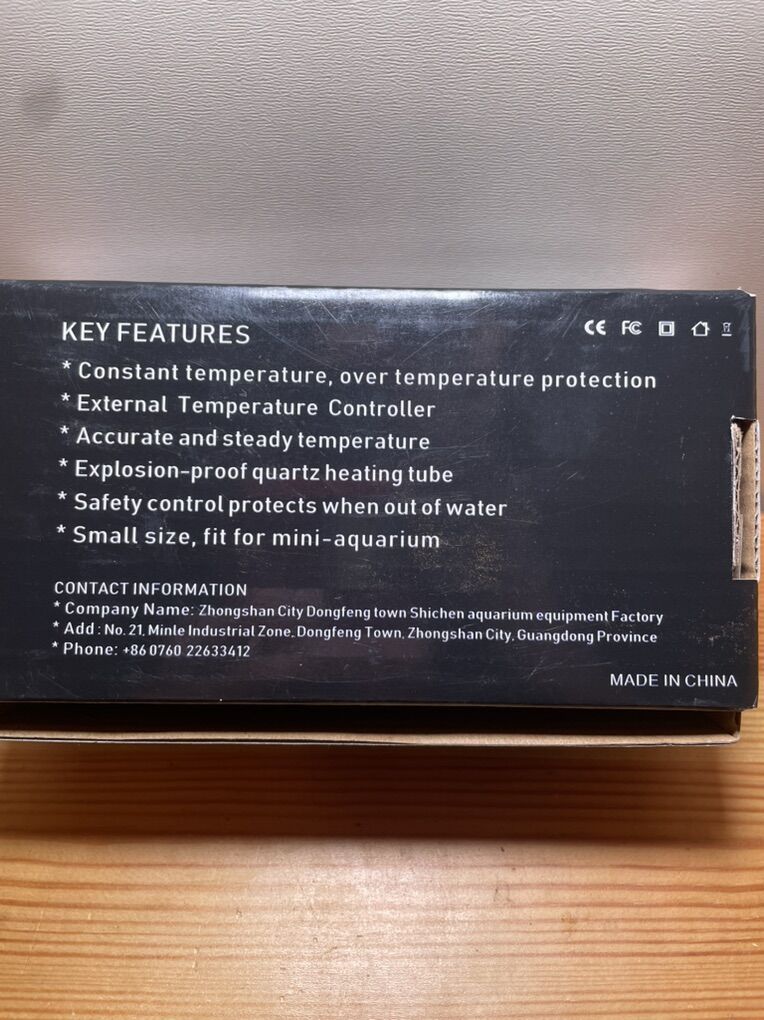 KEY FEATURES
CE FC
* Constant temperature, over temperature protection
* External Temperature Controller
* Accurate and steady temperature
* Explosion-proof quartz heating tube
* Safety control protects when out of water
* Small size, fit for mini-aquarium
CONTACT INFORMATION
* Company Name: Zhongshan City Dongfeng town Shichen aquarium equipment Factory
* Add : No. 21, Minle Industrial Zone, Dongfeng Town, Zhongshan City, Guangdong Province
* Phone: +86 0760 22633412
MADE IN CHINA